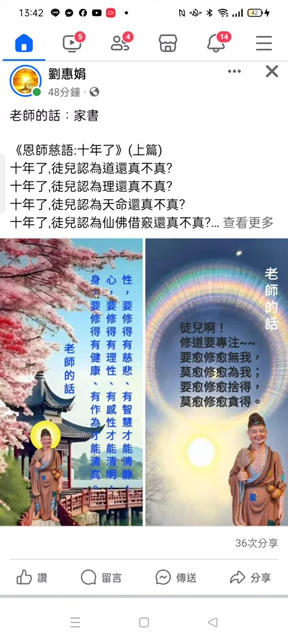 13:42
42
5
4
14
劉惠娟
48分鐘
老師的話：家書
《恩師慈語:十年了》(上篇)
十年了,徒兒認為道還真不真?
十年了,徒兒認為理還真不真?
十年了,徒兒認為天命還真不真?
十年了,徒兒認為仙佛借竅還真不真?... 查看更多
性，要修得有慈悲、有智慧才能清靜，
心，要修得有理性、有感性才能清明，
身，要修得有健康、有作為才能清高。
老師的話
老師的話
徒兒啊！
修道要專注~~
要愈修愈無我，
莫愈修愈為我；
要愈修愈捨得，
莫愈修愈貪得。
36次分享
讚
留言
傳送
分享